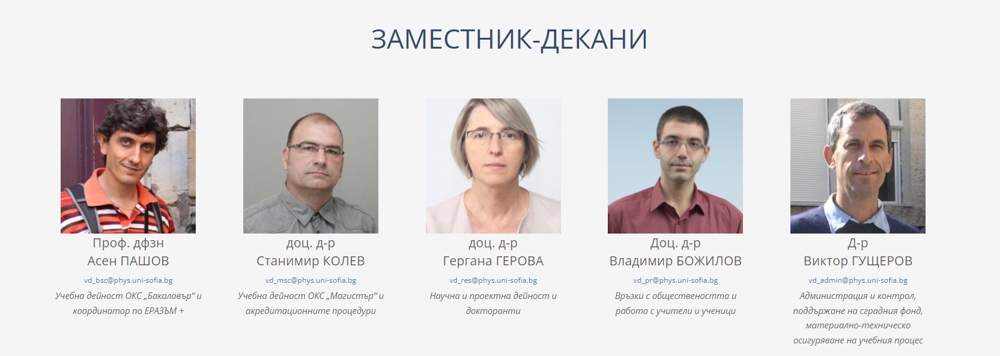 ЗАМЕСТНИК-ДЕКАНИ
Проф. дфзн
Асен ПАШОВ
vd_bsc@phys.uni-sofia.bg
Учебна дейност ОКС „Бакалавър“ и
координатор по ЕРАЗЪМ +
доц. д-р
Станимир КОЛЕВ
vd_msc@phys.uni-sofia.bg
Учебна дейност ОКС „Магистър“ и
акредитационните процедури
доц. д-р
Гергана ГЕРОВА
vd_res@phys.uni-sofia.bg
Научна и проектна дейност и
докторанти
Доц. д-р
Владимир БОЖИЛОВ
vd_pr@phys.uni-sofia.bg
Връзки с обществеността и
работа с учители и ученици
Д-р
Виктор ГУЩЕРОВ
vd_admin@phys.uni-sofia.bg
Администрация и контрол,
поддържане на сградния фонд,
материално-техническо
осигуряване на учебния процес